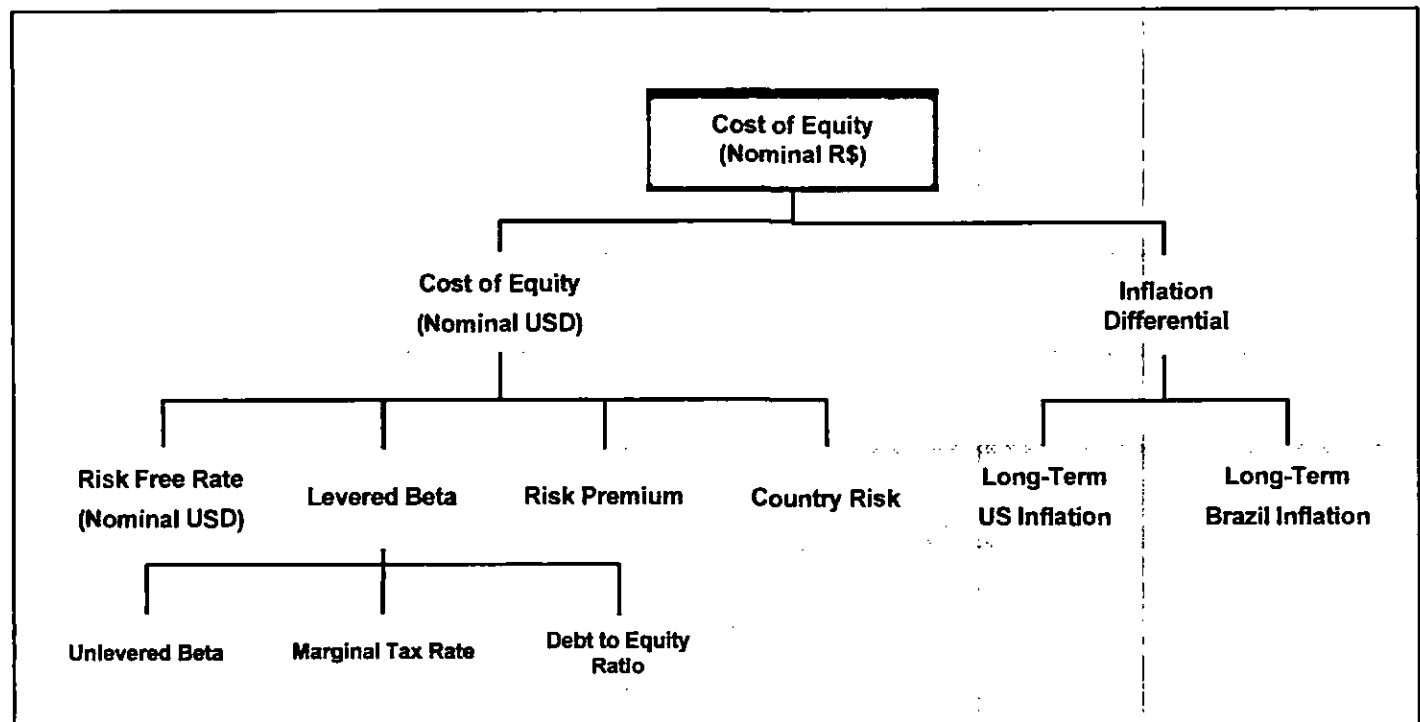 Cost of Equity
(Nominal R$)
Cost of Equity
(Nominal USD)
Inflation
Differential
Risk Free Rate
(Nominal USD)
Levered Beta
Risk Premium
Country Risk
Long-Term
US Inflation
Long-Term
Brazil Inflation
Unlevered Beta
Marginal Tax Rate
Debt to Equity
Ratio